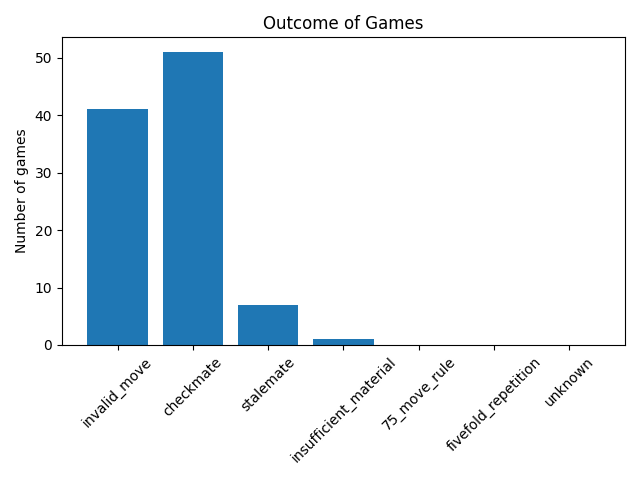 Outcome of Games
Number of games
50
40
30
20
10
0
invalid_move
checkmate
stalemate
insufficient_material
75_move_rule
fivefold_repetition
unknown